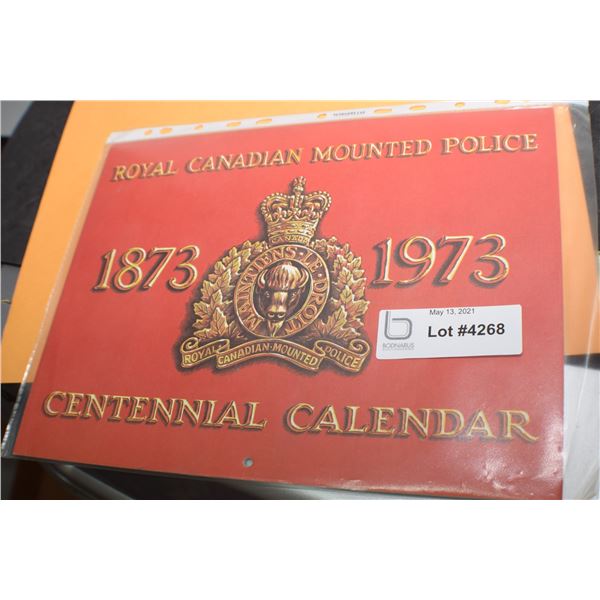 ROYAL CANADIAN MOUNTED POLICE
1873 1973
CANADA
MAINTIENS LE DROIT
ROYAL CANADIAN MOUNTED POLICE
May 13, 2021
Lot #4268
BODNARUS
CENTENNIAL CALENDAR